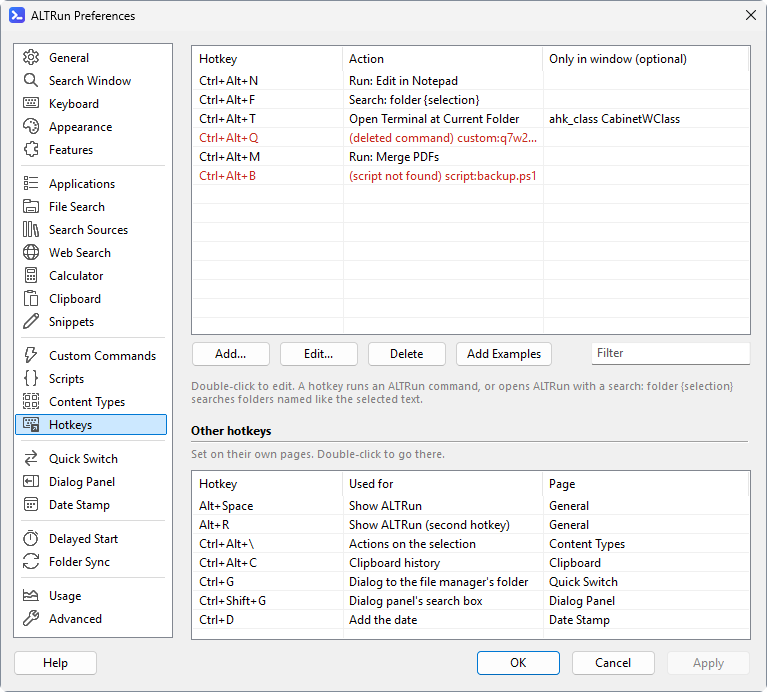 ALTRun Preferences
General
Search Window
Keyboard
Appearance
Features
Applications
File Search
Search Sources
Web Search
Calculator
Clipboard
Snippets
Custom Commands
Scripts
Content Types
Hotkeys
Quick Switch
Dialog Panel
Date Stamp
Delayed Start
Folder Sync
Usage
Advanced
Hotkey Action Only in window (optional)
Ctrl+Alt+N Run: Edit in Notepad
Ctrl+Alt+F Search: folder {selection}
Ctrl+Alt+T Open Terminal at Current Folder ahk_class CabinetWClass
Ctrl+Alt+Q (deleted command) custom:q7w2...
Ctrl+Alt+M Run: Merge PDFs
Ctrl+Alt+B (script not found) script:backup.ps1
Add... Edit... Delete Add Examples Filter
Double-click to edit. A hotkey runs an ALTRun command, or opens ALTRun with a search: folder {selection}
searches folders named like the selected text.
Other hotkeys
Set on their own pages. Double-click to go there.
Hotkey Used for Page
Alt+Space Show ALTRun General
Alt+R Show ALTRun (second hotkey) General
Ctrl+Alt+\ Actions on the selection Content Types
Ctrl+Alt+C Clipboard history Clipboard
Ctrl+G Dialog to the file manager's folder Quick Switch
Ctrl+Shift+G Dialog panel's search box Dialog Panel
Ctrl+D Add the date Date Stamp
Help OK Cancel Apply